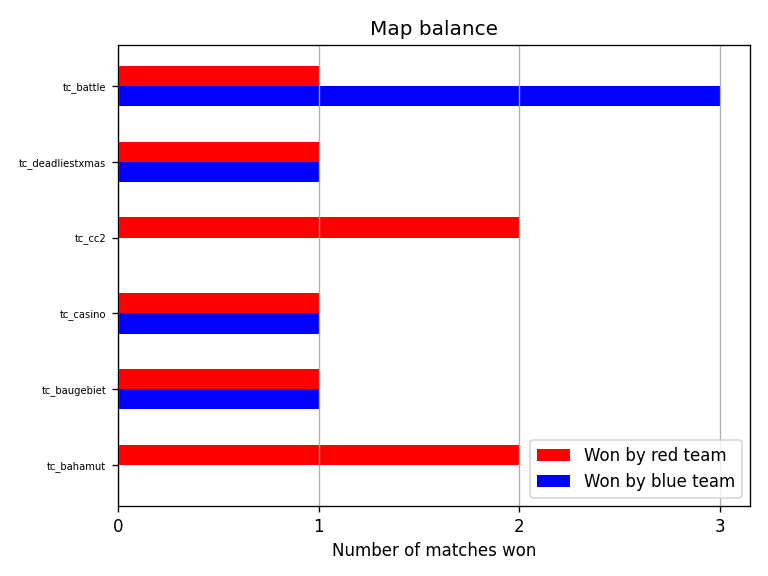 Map balance
tc_battle
tc_deadliestxmas
tc_cc2
tc_casino
tc_baugebiet
tc_bahamut
Won by red team
Won by blue team
0 1 2 3
Number of matches won